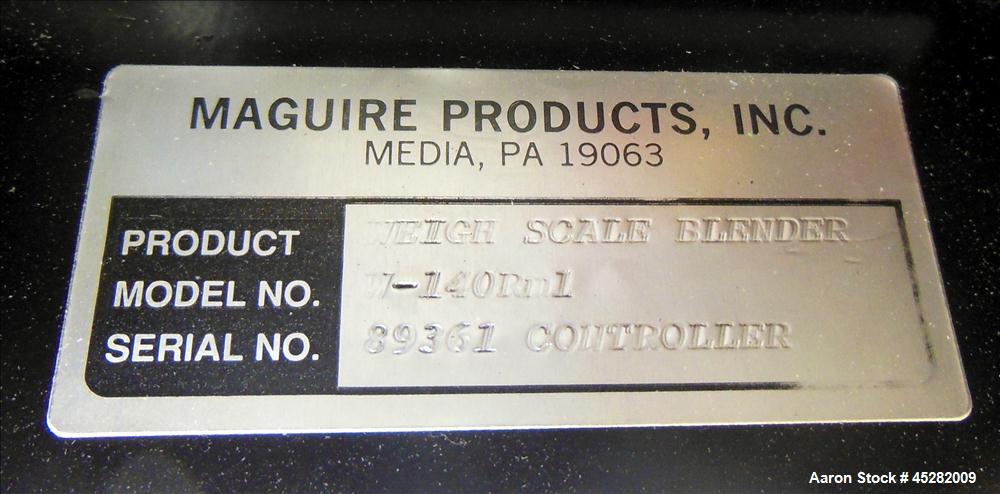 MAGUIRE PRODUCTS, INC.
MEDIA, PA 19063
PRODUCT WEIGH SCALE BLENDER
MODEL NO. W-140Rm1
SERIAL NO. 89361 CONTROLLER
Aaron Stock # 45282009